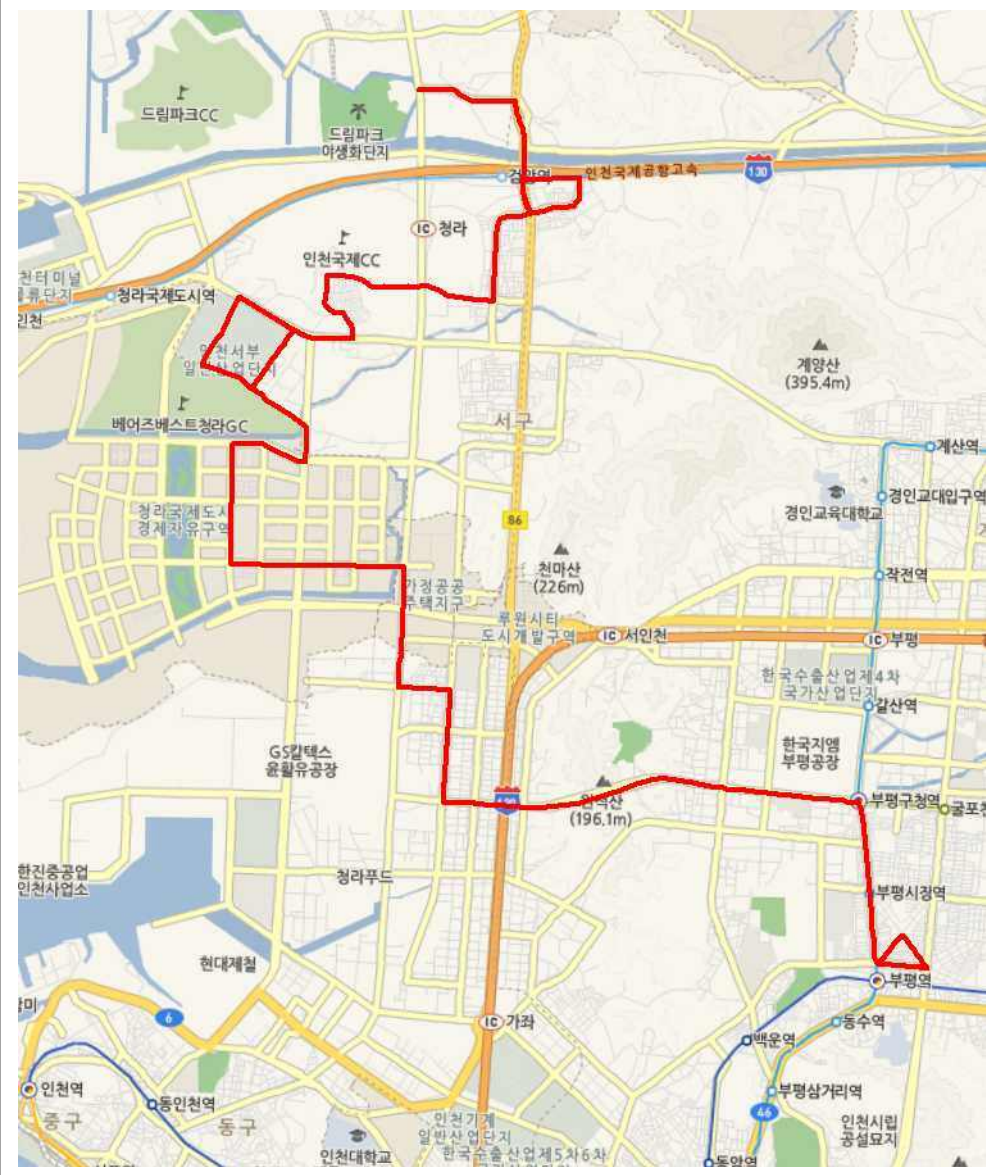 드림파크CC
드림파크
야생화단지
검암역
인천국제공항고속
130
IC 청라
인천국제CC
천터미널
물류단지
청라국제도시역
인천
인천서부
일반산업단지
계양산
(395.4m)
베어즈베스트청라GC
서구
계산역
경인교대입구역
경인교육대학교
청라국제도시
경제자유구역
86
천마산
(226m)
작전역
가정공공
주택지구
루원시티
도시개발구역
IC 서인천
IC 부평
한국수출산업제4차
국가산업단지
갈산역
한국지엠
부평공장
GS칼텍스
윤활유공장
원적산
(196.1m)
부평구청역
굴포천
한진중공업
인천사업소
청라푸드
부평시장역
현대제철
부평역
6
IC 가좌
동수역
백운역
인천역
동인천역
부평삼거리역
46
중구
동구
인천기계
일반산업단지
인천대학교
한국수출산업제5차6차
인천시립
공설묘지
동암역